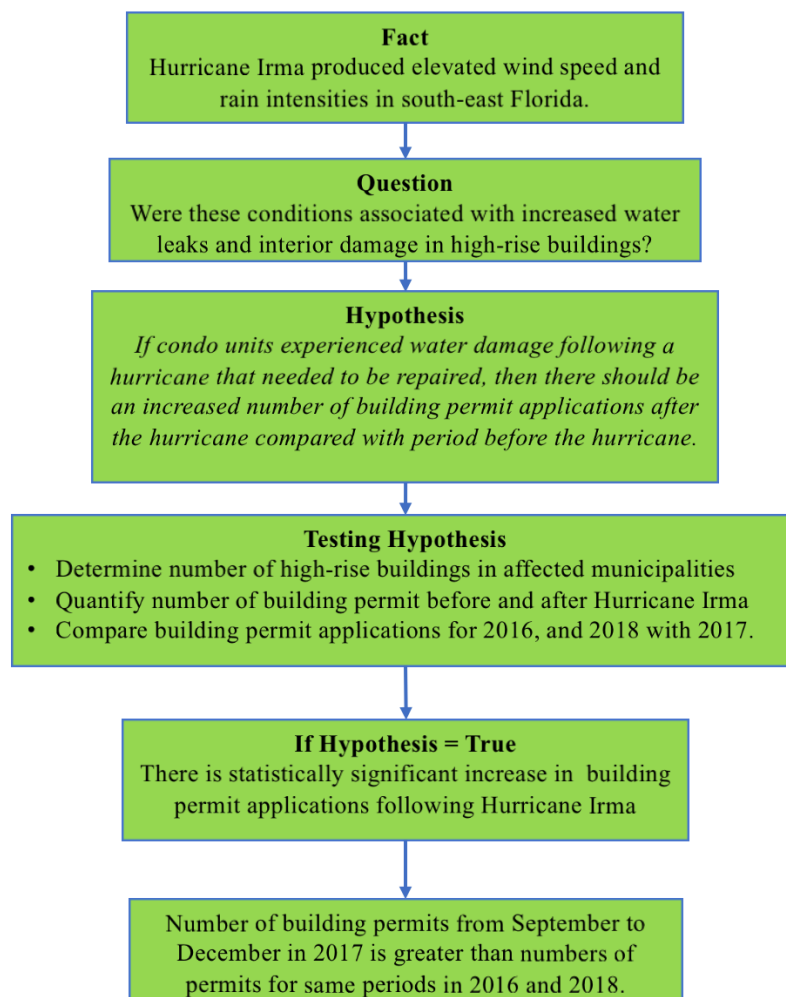 Fact
Hurricane Irma produced elevated wind speed and
rain intensities in south-east Florida.
Question
Were these conditions associated with increased water
leaks and interior damage in high-rise buildings?
Hypothesis
If condo units experienced water damage following a
hurricane that needed to be repaired, then there should be
an increased number of building permit applications after
the hurricane compared with period before the hurricane.
Testing Hypothesis
• Determine number of high-rise buildings in affected municipalities
• Quantify number of building permit before and after Hurricane Irma
• Compare building permit applications for 2016, and 2018 with 2017.
If Hypothesis = True
There is statistically significant increase in building
permit applications following Hurricane Irma
Number of building permits from September to
December in 2017 is greater than numbers of
permits for same periods in 2016 and 2018.